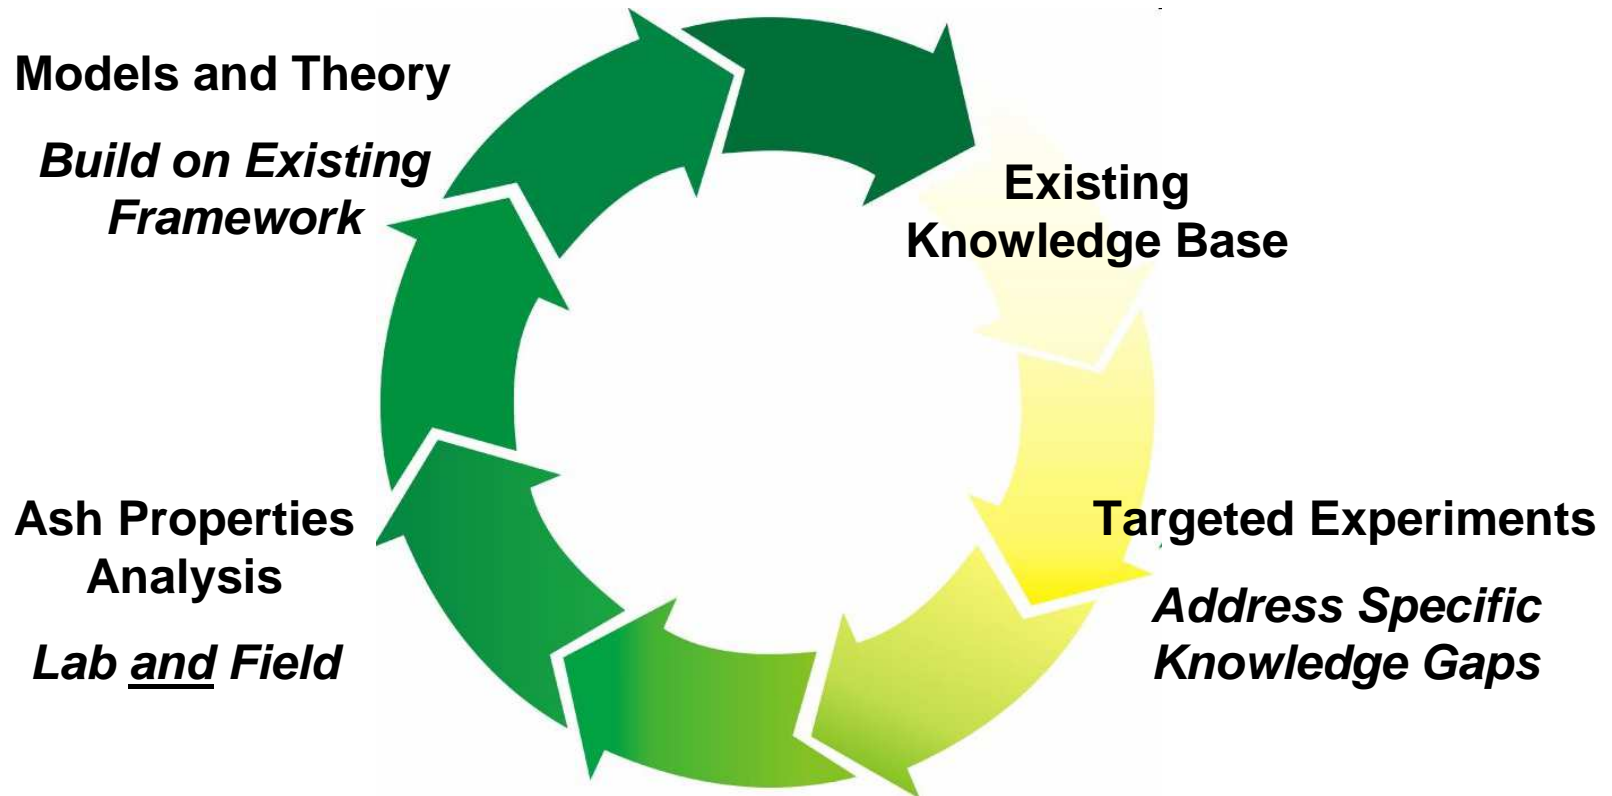 Models and Theory
Build on Existing
Framework
Existing
Knowledge Base
Targeted Experiments
Address Specific
Knowledge Gaps
Ash Properties
Analysis
Lab and Field